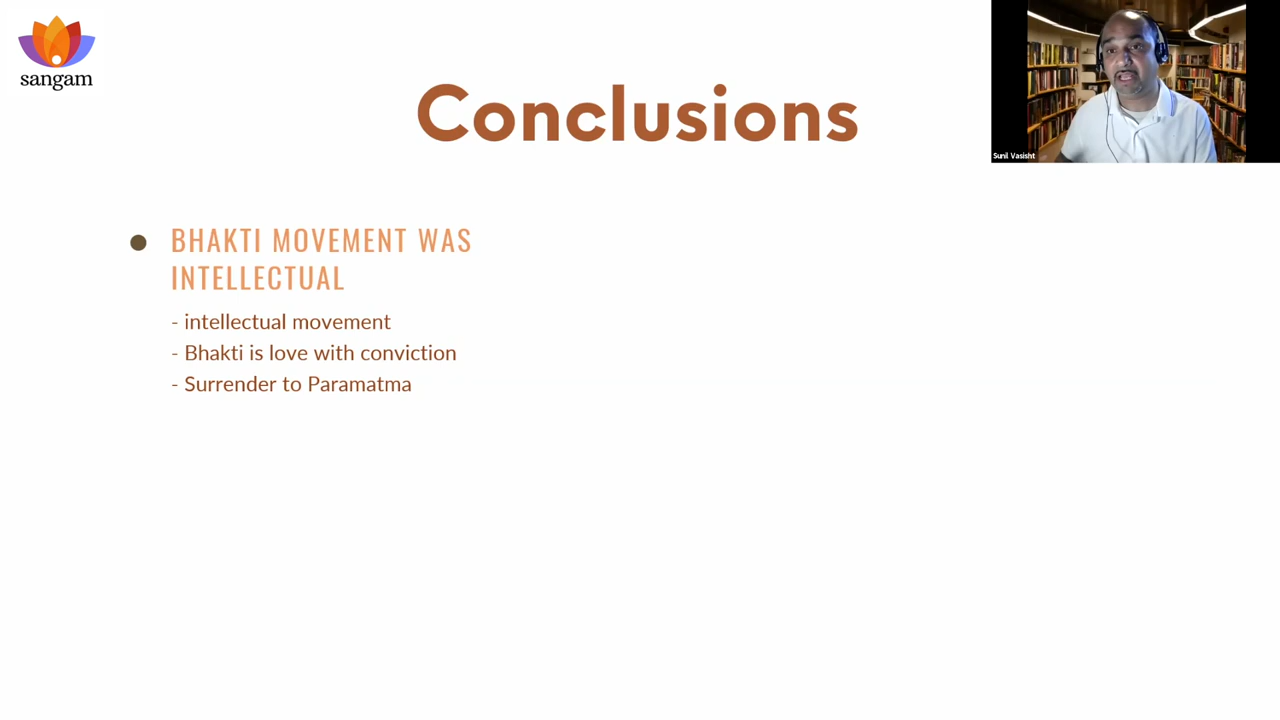 sangam
Conclusions
Sunil Vasisht
BHAKTI MOVEMENT WAS
INTELLECTUAL
- intellectual movement
- Bhakti is love with conviction
- Surrender to Paramatma